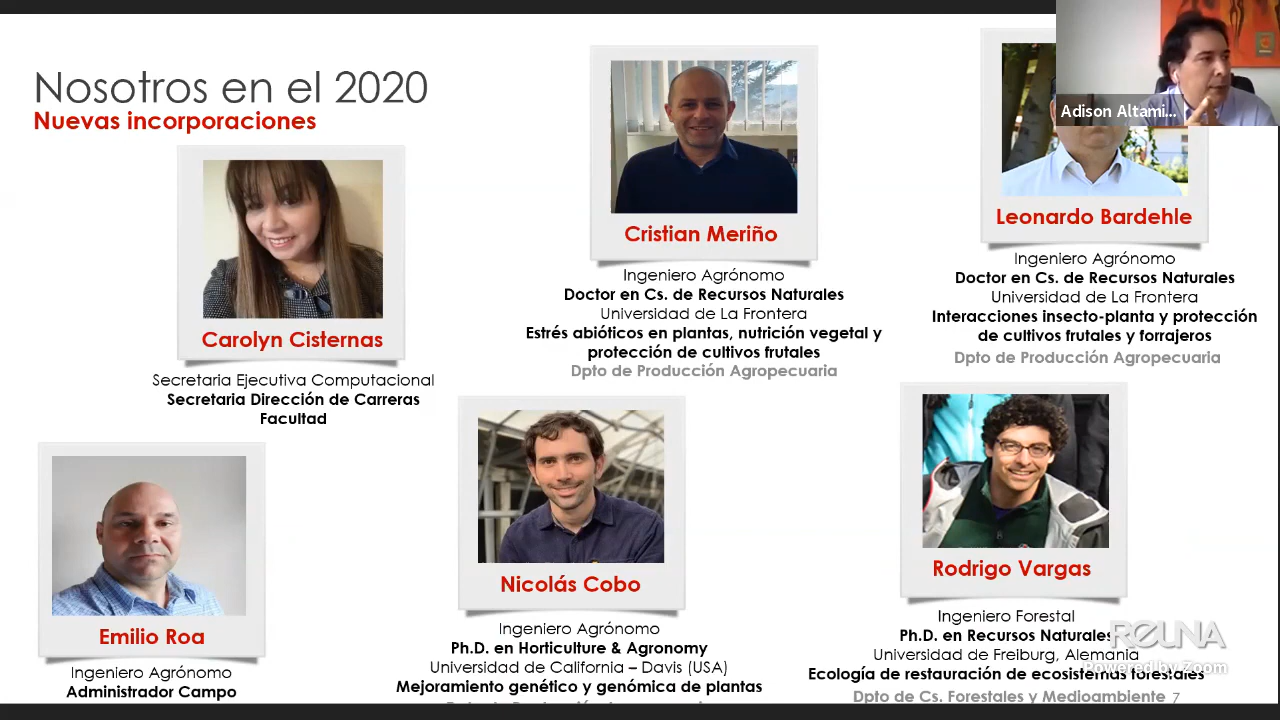 Nosotros en el 2020
Nuevas incorporaciones
Adison Altami...
Carolyn Cisternas
Secretaria Ejecutiva Computacional
Secretaria Dirección de Carreras
Facultad
Cristian Meriño
Ingeniero Agrónomo
Doctor en Cs. de Recursos Naturales
Universidad de La Frontera
Estrés abióticos en plantas, nutrición vegetal y
protección de cultivos frutales
Dpto de Producción Agropecuaria
Leonardo Bardehle
Ingeniero Agrónomo
Doctor en Cs. de Recursos Naturales
Universidad de La Frontera
Interacciones insecto-planta y protección
de cultivos frutales y forrajeros
Dpto de Producción Agropecuaria
Emilio Roa
Ingeniero Agrónomo
Administrador Campo
Nicolás Cobo
Ingeniero Agrónomo
Ph.D. en Horticulture & Agronomy
Universidad de California – Davis (USA)
Mejoramiento genético y genómica de plantas
Rodrigo Vargas
Ingeniero Forestal
Ph.D. en Recursos Naturales
Universidad de Freiburg, Alemania
Ecología de restauración de ecosistemas forestales
Dpto de Cs. Forestales y Medioambiente 7
REUNA
Powered by Zoom